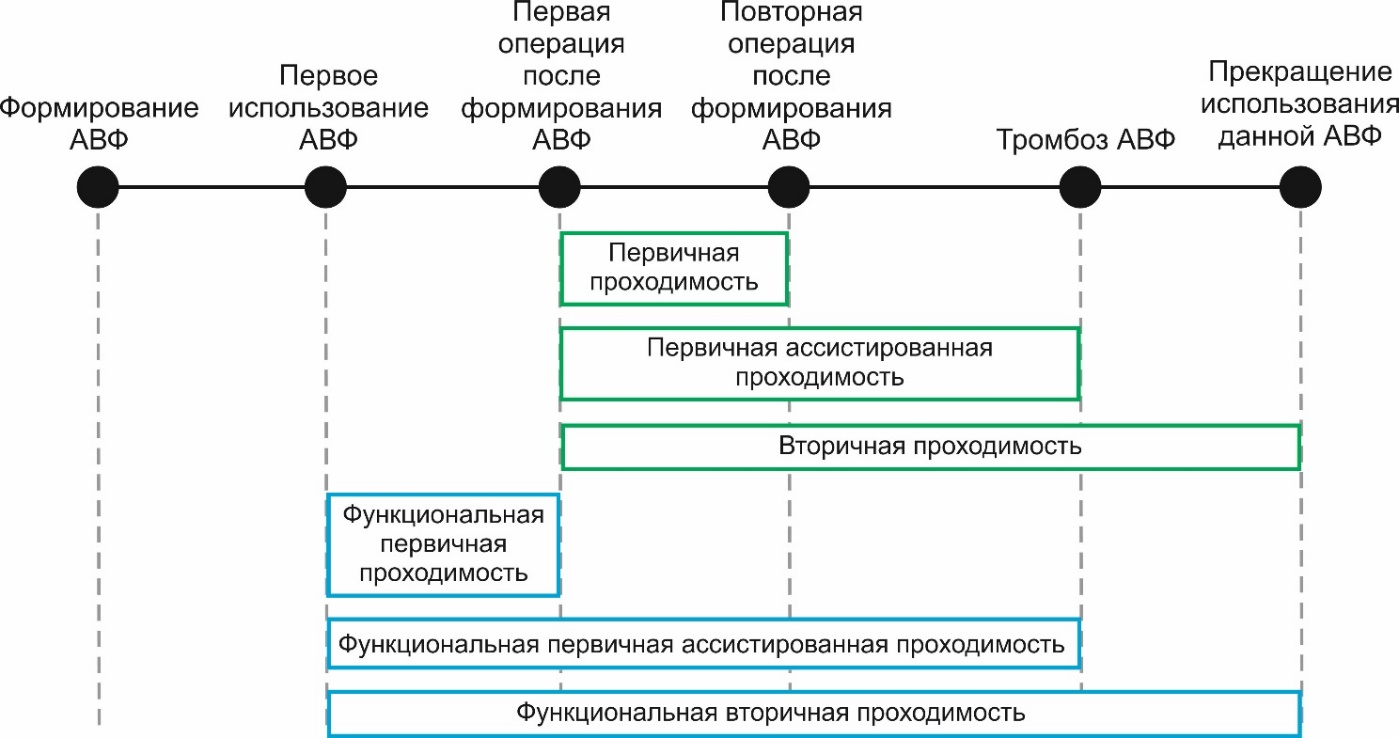 Формирование
АВФ
Первое
использование
АВФ
Первая
операция
после
формирования
АВФ
Повторная
операция
после
формирования
АВФ
Тромбоз АВФ
Прекращение
использования
данной АВФ
Первичная
проходимость
Первичная ассистированная
проходимость
Вторичная проходимость
Функциональная
первичная
проходимость
Функциональная первичная ассистированная проходимость
Функциональная вторичная проходимость